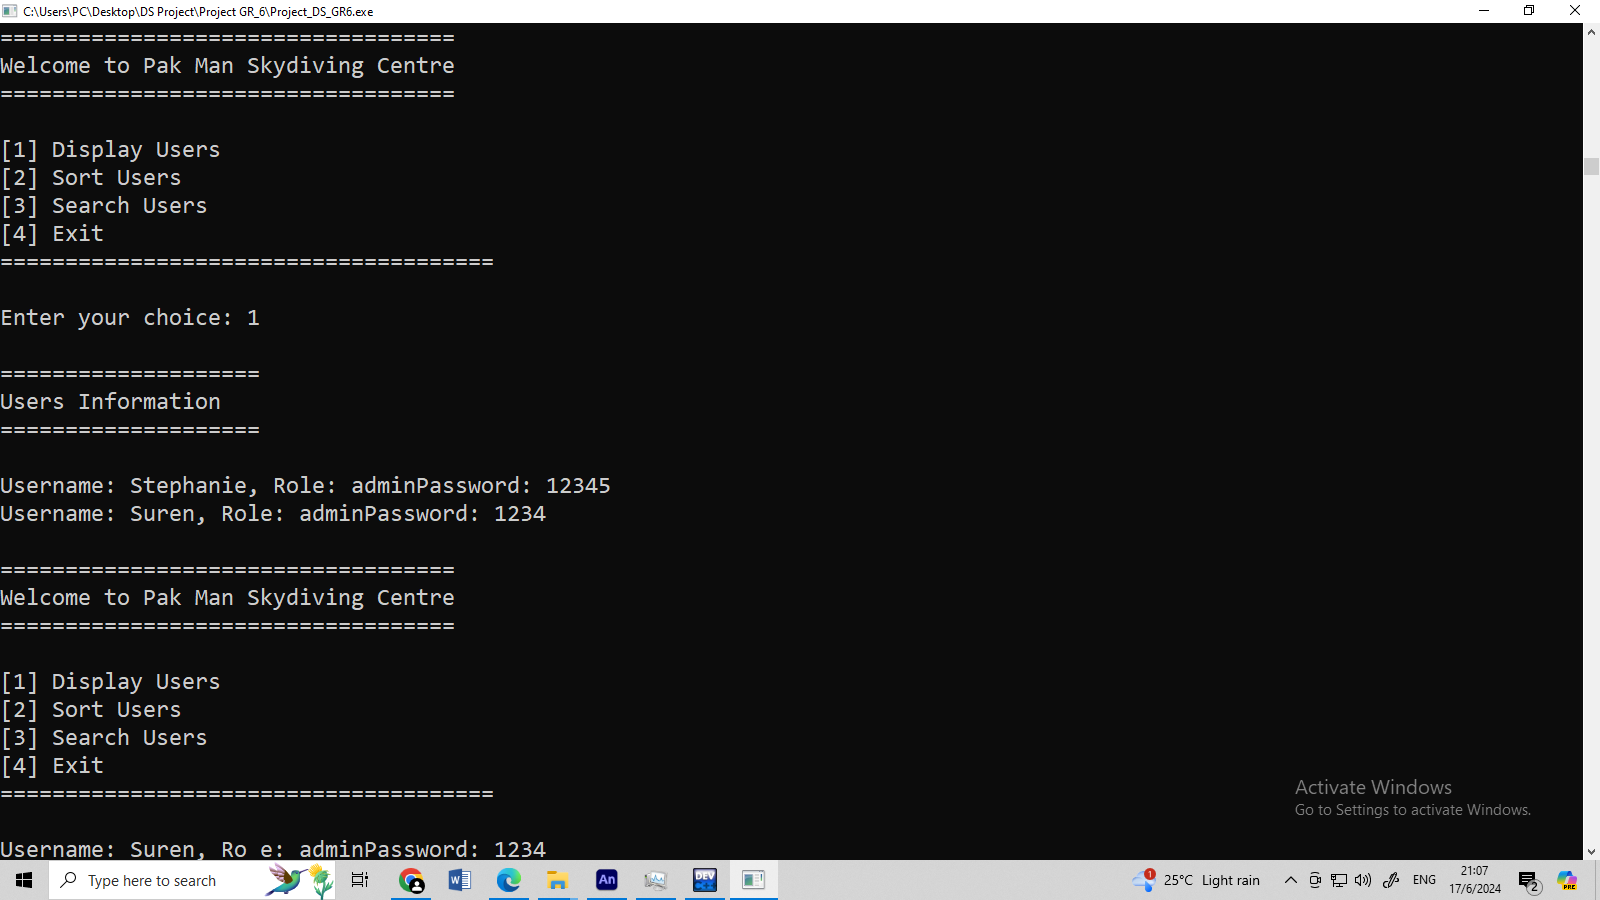 C:\Users\PC\Desktop\DS Project\Project GR_6\Project_DS_GR6.exe
===================================
Welcome to Pak Man Skydiving Centre
===================================
[1] Display Users
[2] Sort Users
[3] Search Users
[4] Exit
======================================
Enter your choice: 1
====================
Users Information
====================
Username: Stephanie, Role: adminPassword: 12345
Username: Suren, Role: adminPassword: 1234
===================================
Welcome to Pak Man Skydiving Centre
===================================
[1] Display Users
[2] Sort Users
[3] Search Users
[4] Exit
======================================
Username: Suren, Ro e: adminPassword: 1234
Activate Windows
Go to Settings to activate Windows.
Type here to search
W
An
DEV
1
25°C Light rain
ENG
21:07
17/6/2024
2
PRE